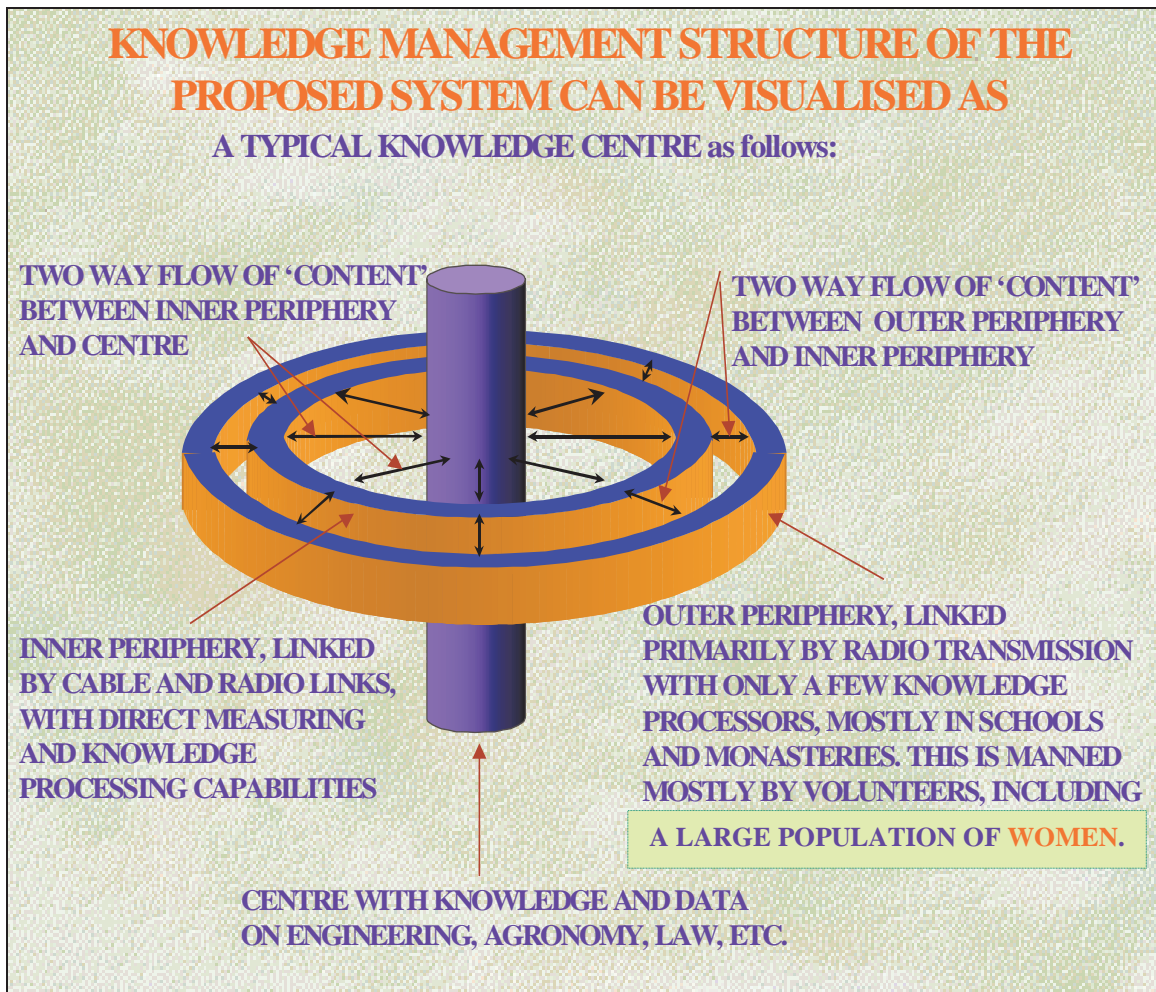 KNOWLEDGE MANAGEMENT STRUCTURE OF THE
PROPOSED SYSTEM CAN BE VISUALISED AS
A TYPICAL KNOWLEDGE CENTRE as follows:
TWO WAY FLOW OF ‘CONTENT’
BETWEEN INNER PERIPHERY
AND CENTRE
TWO WAY FLOW OF ‘CONTENT’
BETWEEN OUTER PERIPHERY
AND INNER PERIPHERY
INNER PERIPHERY, LINKED
BY CABLE AND RADIO LINKS,
WITH DIRECT MEASURING
AND KNOWLEDGE
PROCESSING CAPABILITIES
OUTER PERIPHERY, LINKED
PRIMARILY BY RADIO TRANSMISSION
WITH ONLY A FEW KNOWLEDGE
PROCESSORS, MOSTLY IN SCHOOLS
AND MONASTERIES. THIS IS MANNED
MOSTLY BY VOLUNTEERS, INCLUDING
A LARGE POPULATION OF WOMEN.
CENTRE WITH KNOWLEDGE AND DATA
ON ENGINEERING, AGRONOMY, LAW, ETC.